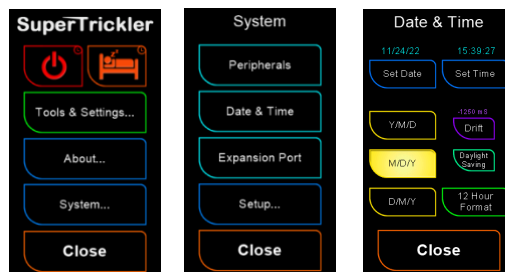 SuperTrickler
Tools & Settings...
About...
System...
Close
System
Peripherals
Date & Time
Expansion Port
Setup...
Close
Date & Time
11/24/22 15:39:27
Set Date Set Time
-1250 mS
Y/M/D Drift
M/D/Y Daylight
Saving
D/M/Y 12 Hour
Format
Close